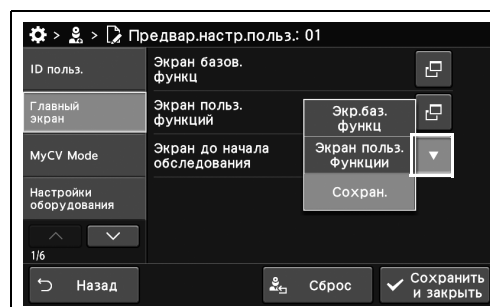 > > Предвар.настр.польз.: 01
ID польз.
Экран базов.
функц
Главный
экран
Экран польз.
функций
Экр.баз.
функц
MyCV Mode
Экран до начала
обследования
Экран польз.
Функции
Сохран.
Настройки
оборудования
1/6
Назад
Сброс
Сохранить
и закрыть